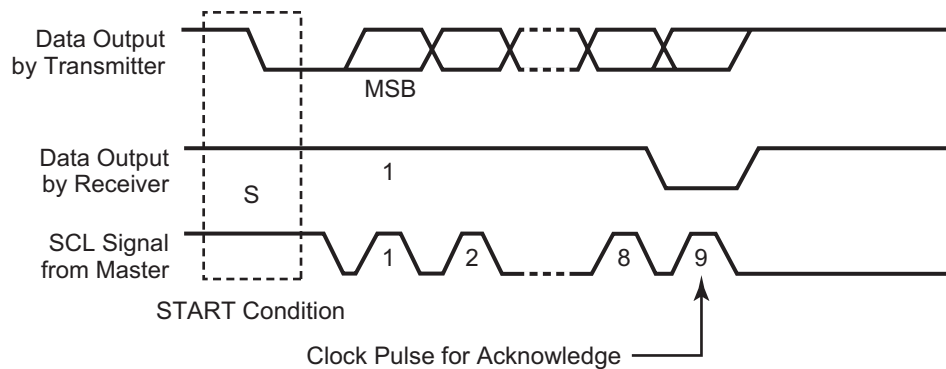 Data Output
by Transmitter
MSB
Data Output
by Receiver
1
S
SCL Signal
from Master
1
2
8
9
START Condition
Clock Pulse for Acknowledge